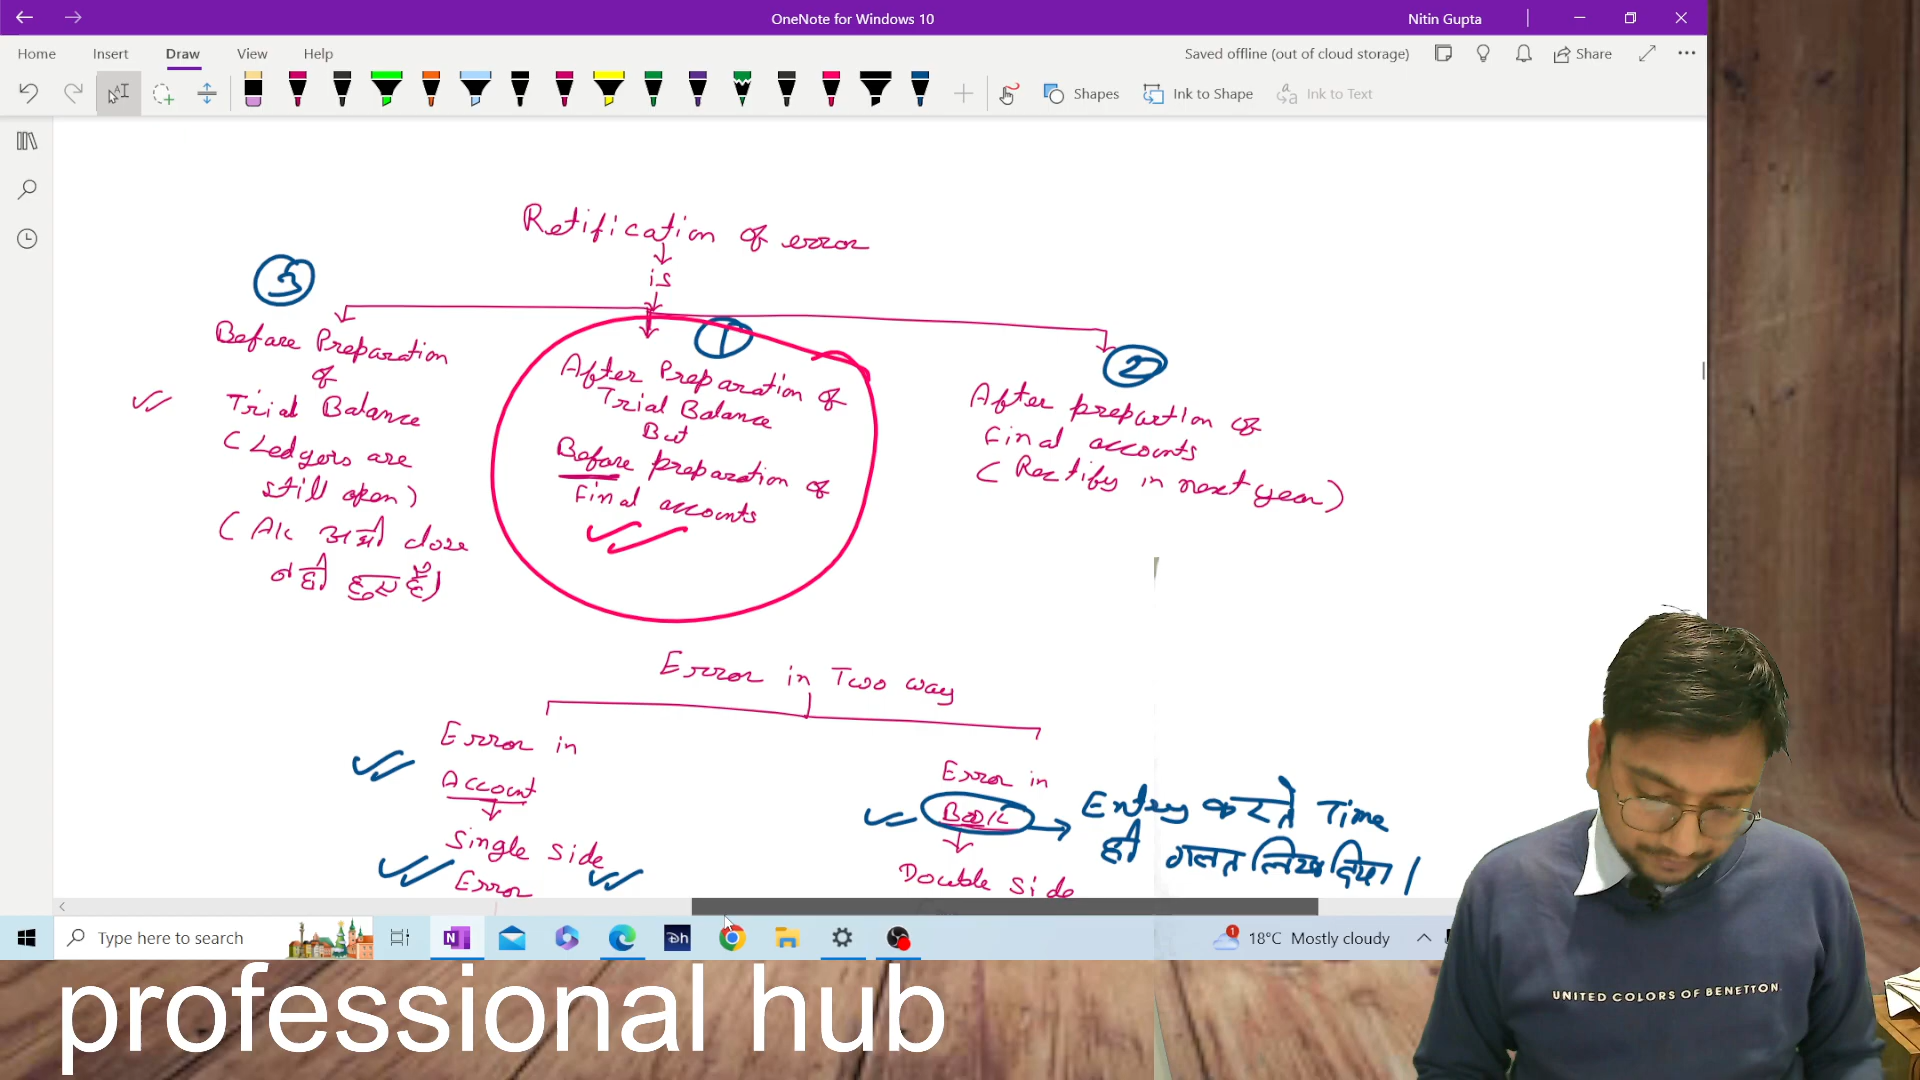 OneNote for Windows 10
Nitin Gupta
Home Insert Draw View Help
Saved offline (out of cloud storage)
Share
Shapes
Ink to Shape
Ink to Text
Retification of error
is
3
Before Preparation
of
Trial Balance
( Ledgers are
still open)
( A/c अभी close
नही हुए हैं)
1
After Preparation of
Trial Balance
But
Before preparation of
Final accounts
2
After prepartion of
Final accounts
( Rectify in next year)
Error in Two way
Error in
Account
Single side
Error
Error in
Book
Double side
Entry करते Time
ही गलत लिख दिया।
Type here to search
Dh
1
18°C Mostly cloudy
professional hub
UNITED COLORS OF BENETTON.